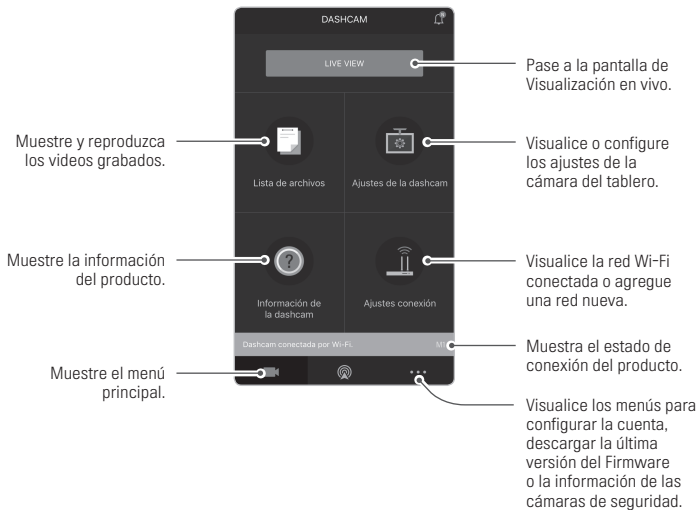 DASHCAM
LIVE VIEW
Pase a la pantalla de
Visualización en vivo.
Muestre y reproduzca
los videos grabados.
Lista de archivos
Ajustes de la dashcam
Visualice o configure
los ajustes de la
cámara del tablero.
Muestre la información
del producto.
Información de
la dashcam
Ajustes conexión
Visualice la red Wi-Fi
conectada o agregue
una red nueva.
Dashcam conectada por Wi-Fi.
Muestra el estado de
conexión del producto.
Muestre el menú
principal.
Visualice los menús para
configurar la cuenta,
descargar la última
versión del Firmware
o la información de las
cámaras de seguridad.